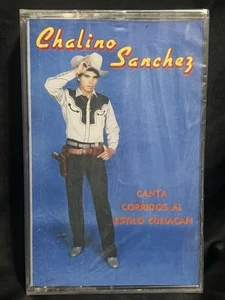 Chalino
Sanchez
CANTA
CORRIDOS AL
ESTILO CULIACAN